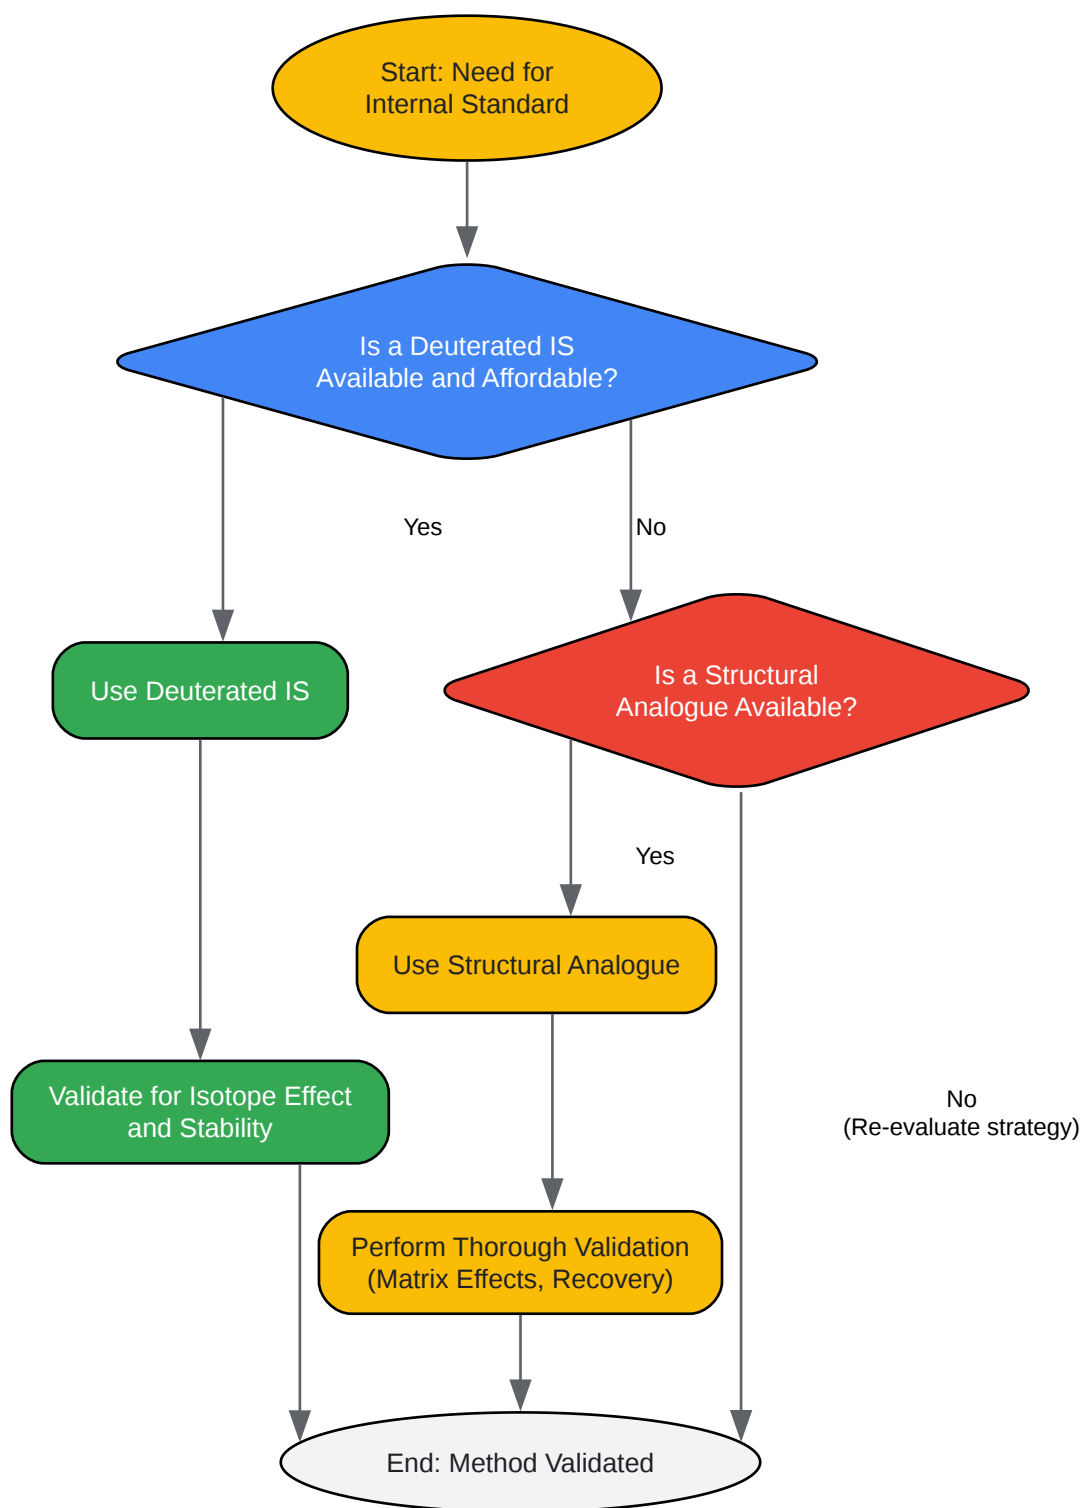 Start: Need for
Internal Standard
Is a Deuterated IS
Available and Affordable?
Yes
No
Use Deuterated IS
Is a Structural
Analogue Available?
Yes
Use Structural Analogue
Validate for Isotope Effect
and Stability
No
(Re-evaluate strategy)
Perform Thorough Validation
(Matrix Effects, Recovery)
End: Method Validated